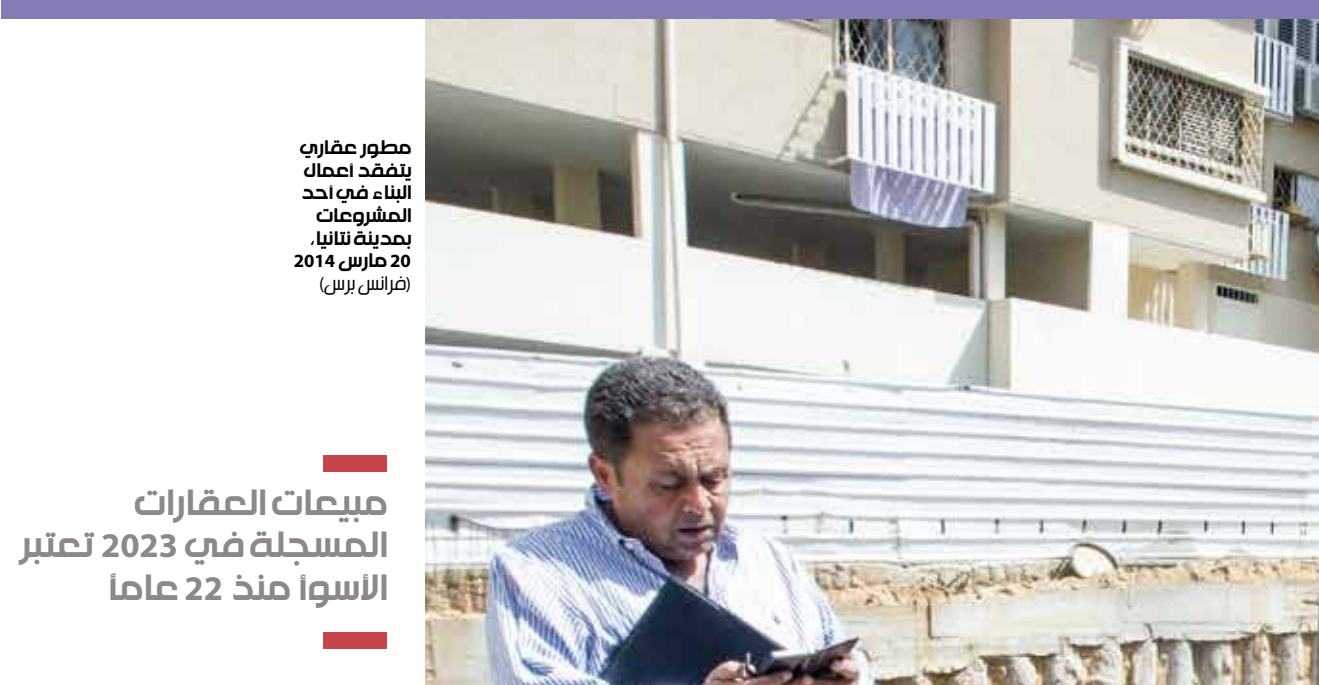 مطور عقاري
يتفقد أعمال
البناء في أحد
المشروعات
بمدينة نتانيا،
20 مارس 2014
(فرانس برس)
مبيعات العقارات
المسجلة في 2023 تعتبر
الأسوأ منذ 22 عاماً